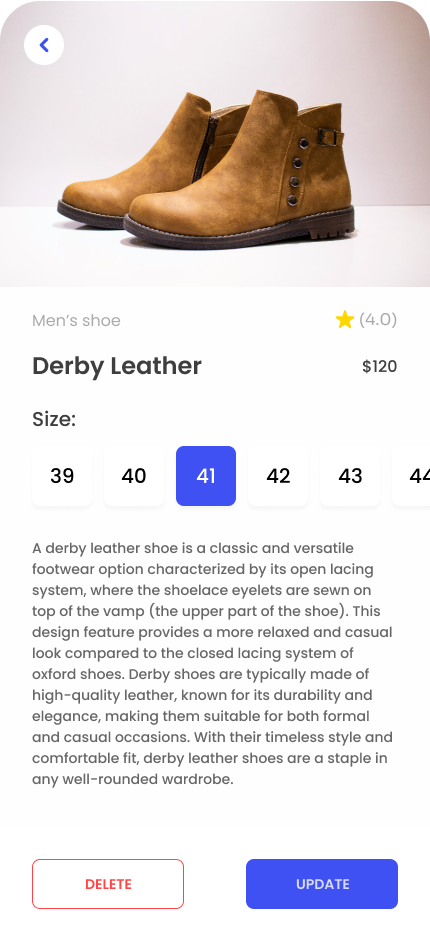 Men's shoe
(4.0)
Derby Leather
$120
Size:
39 40 41 42 43 44
A derby leather shoe is a classic and versatile
footwear option characterized by its open lacing
system, where the shoelace eyelets are sewn on
top of the vamp (the upper part of the shoe). This
design feature provides a more relaxed and casual
look compared to the closed lacing system of
oxford shoes. Derby shoes are typically made of
high-quality leather, known for its durability and
elegance, making them suitable for both formal
and casual occasions. With their timeless style and
comfortable fit, derby leather shoes are a staple in
any well-rounded wardrobe.
DELETE
UPDATE